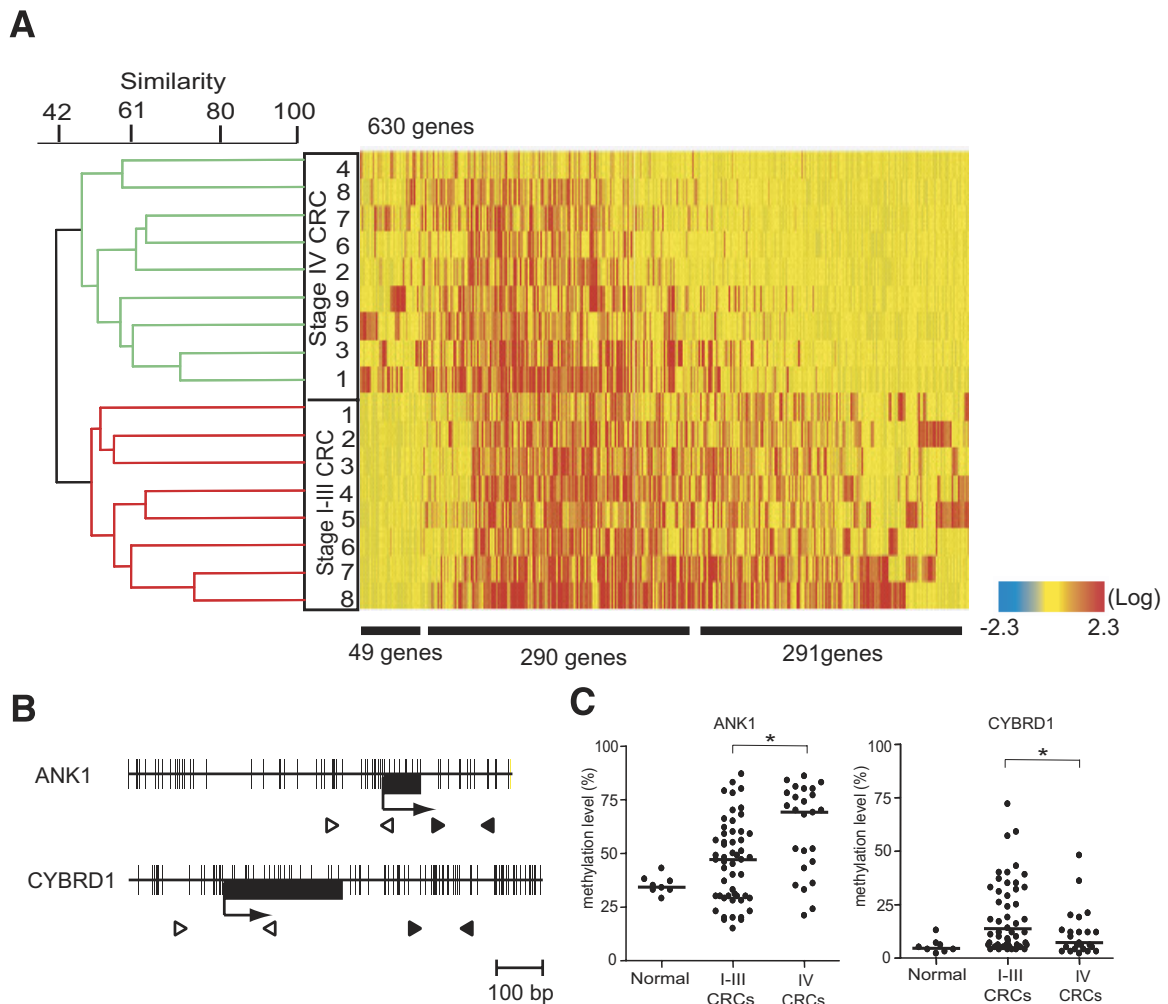 A
Similarity
42 61 80 100
630 genes
Stage IV CRC
4
8
7
6
2
9
5
3
1
Stage I-III CRC
1
2
3
4
5
6
7
8
(Log)
-2.3 2.3
49 genes 290 genes 291genes
B
ANK1
CYBRD1
100 bp
C
ANK1
*
methylation level (%)
100
75
50
25
0
Normal I-III CRCs IV CRCs
CYBRD1
*
methylation level (%)
100
75
50
25
0
Normal I-III CRCs IV CRCs